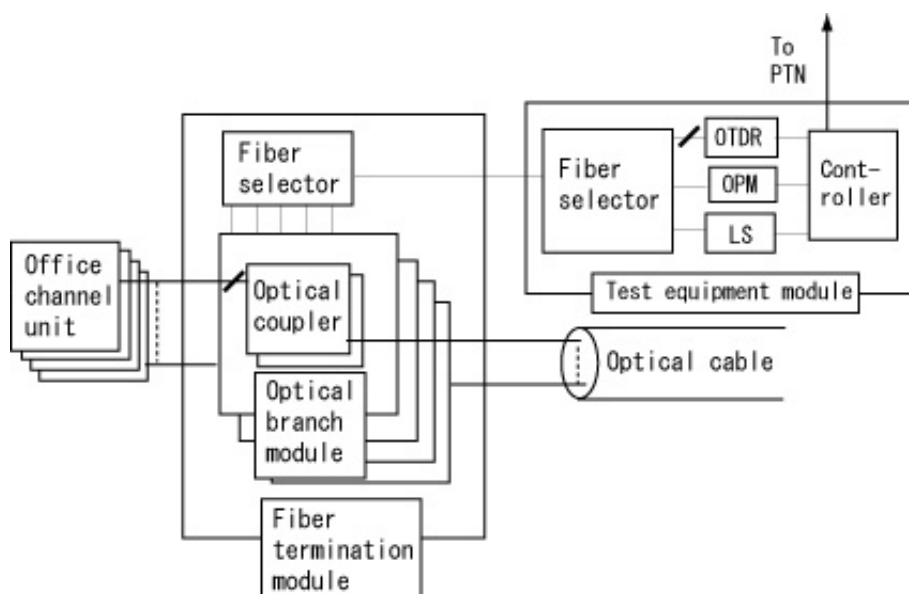 To
PTN
Fiber
selector
Fiber
selector
OTDR
OPM
LS
Cont-
roller
Office
channel
unit
Optical
coupler
Test equipment module
Optical cable
Optical
branch
module
Fiber
termination
module